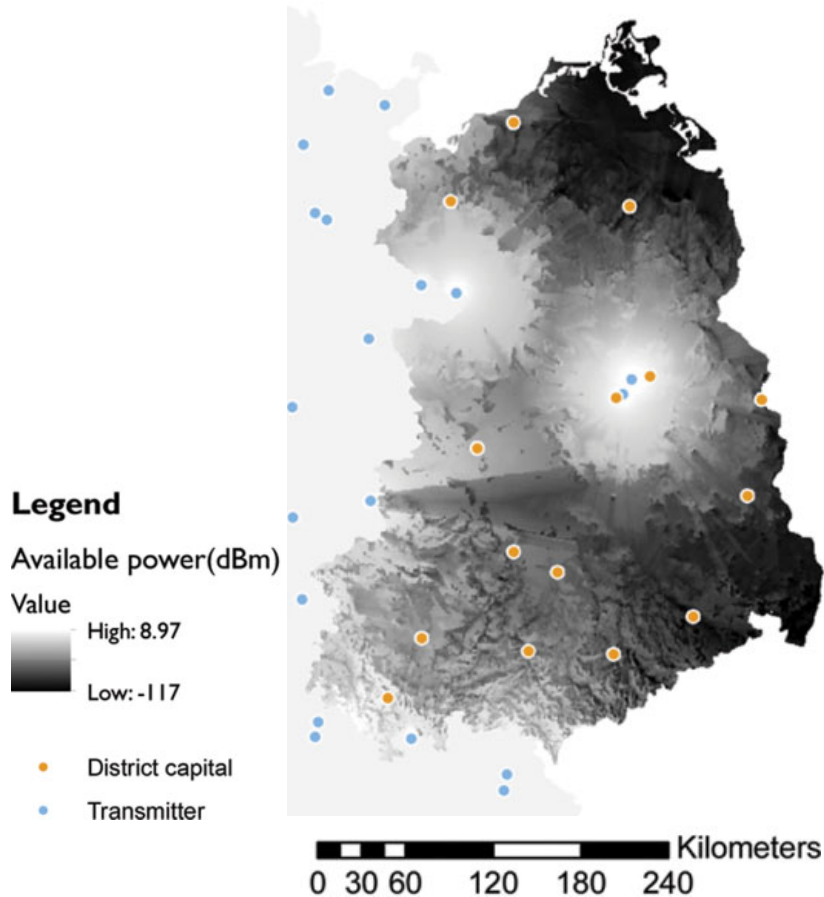 Legend
Available power(dBm)
Value
High: 8.97
Low: -117
District capital
Transmitter
Kilometers
0 30 60 120 180 240